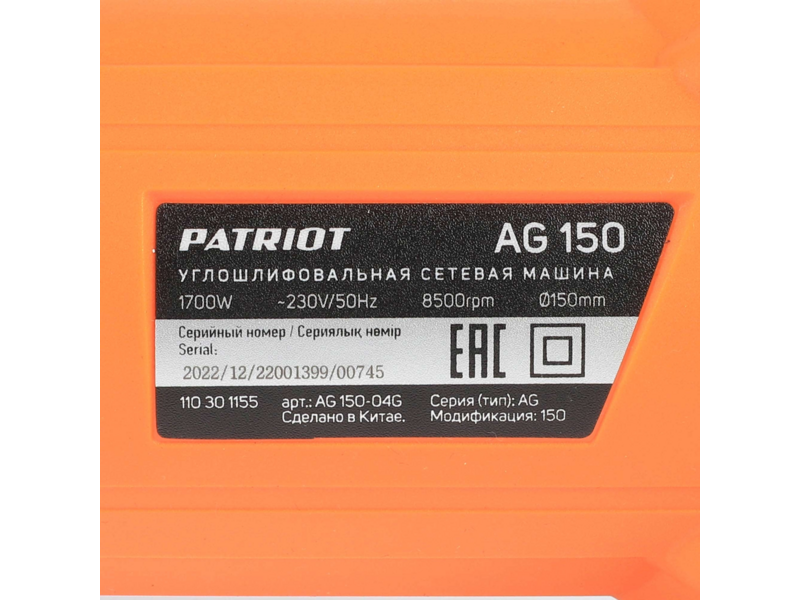 PATRIOT AG 150
УГЛОШЛИФОВАЛЬНАЯ СЕТЕВАЯ МАШИНА
1700W ~230V/50Hz 8500rpm Ø150mm
Серийный номер / Сериялық нөмір
Serial:
EAC
2022/12/22001399/00745
110 30 1155 арт.: AG 150-04G Серия (тип): AG
Сделано в Китае. Модификация: 150